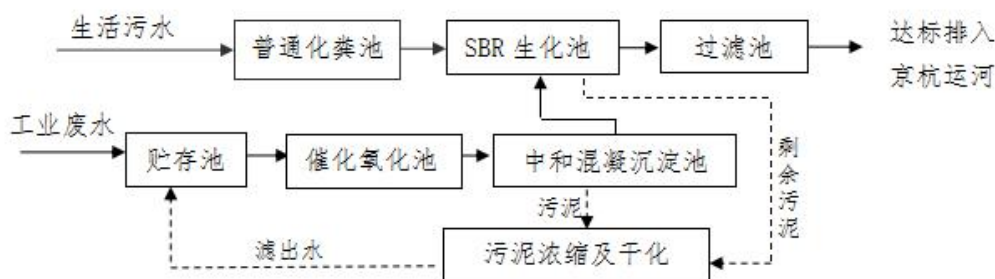 生活污水
普通化粪池
SBR 生化池
过滤池
达标排入
京杭运河
工业废水
贮存池
催化氧化池
中和混凝沉淀池
剩余污泥
污泥
滤出水
污泥浓缩及干化